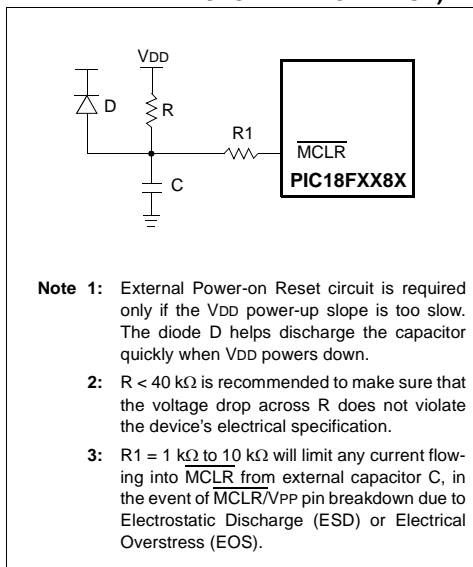 VDD
D
R
R1
MCLR
C
PIC18FXX8X
Note 1: External Power-on Reset circuit is required
only if the VDD power-up slope is too slow.
The diode D helps discharge the capacitor
quickly when VDD powers down.
2: R < 40 kΩ is recommended to make sure that
the voltage drop across R does not violate
the device's electrical specification.
3: R1 = 1 kΩ to 10 kΩ will limit any current flow-
ing into MCLR from external capacitor C, in
the event of MCLR/VPP pin breakdown due to
Electrostatic Discharge (ESD) or Electrical
Overstress (EOS).